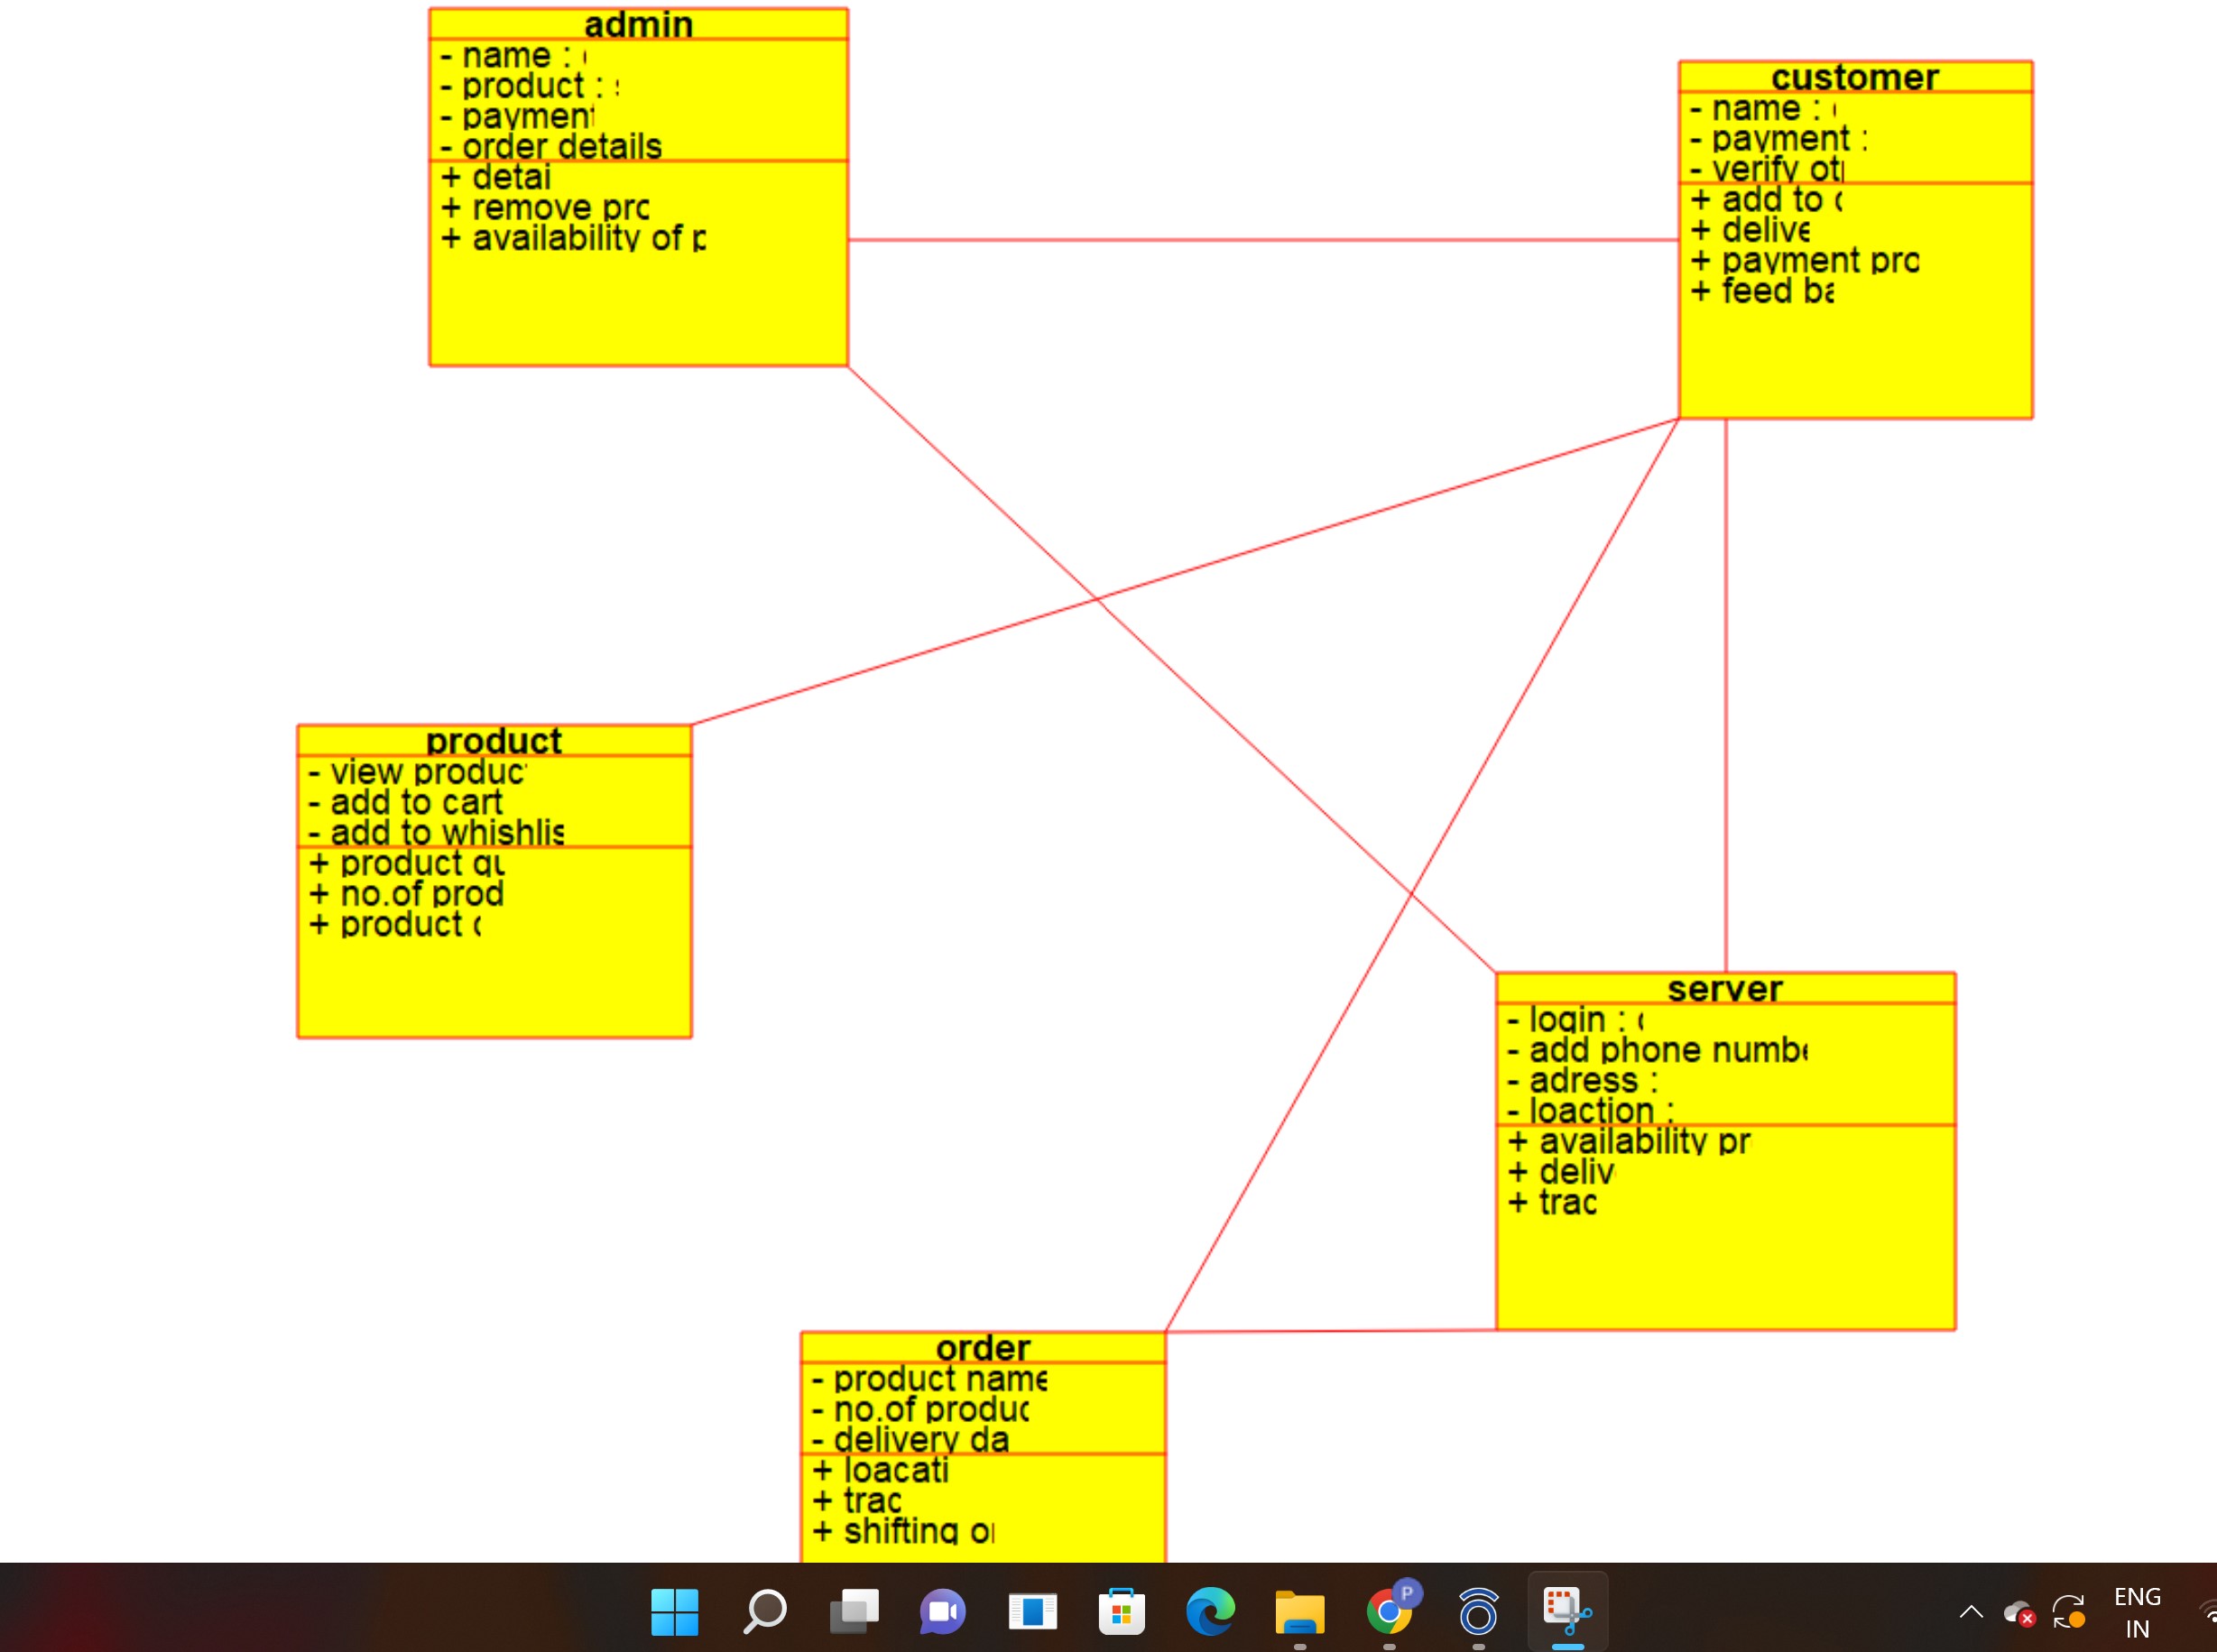 admin
- name :
- product :
- payment
- order details
+ detai
+ remove pro
+ availability of p
customer
- name :
- payment :
- verify ot
+ add to c
+ delive
+ payment pro
+ feed ba
product
- view produc
- add to cart
- add to whishlis
+ product qu
+ no.of prod
+ product c
server
- login : c
- add phone numbe
- adress :
- loaction :
+ availability pr
+ deliv
+ trac
order
- product name
- no.of produc
- delivery da
+ loacati
+ trac
+ shifting o
P
ENG
IN